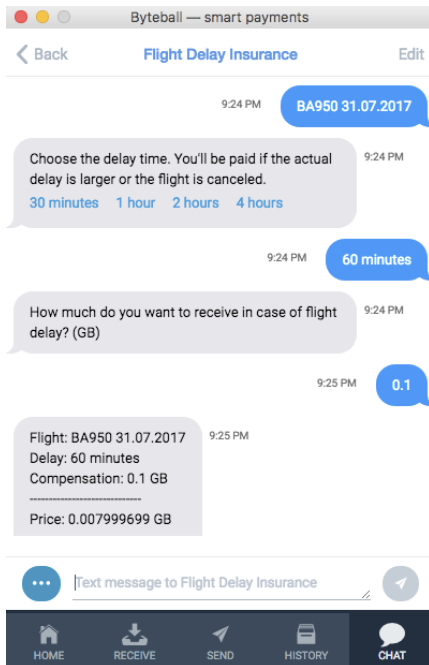 Byteball — smart payments
Back
Flight Delay Insurance
Edit
9:24 PM
BA950 31.07.2017
Choose the delay time. You'll be paid if the actual
9:24 PM
delay is larger or the flight is canceled.
30 minutes 1 hour 2 hours 4 hours
9:24 PM
60 minutes
How much do you want to receive in case of flight
9:24 PM
delay? (GB)
9:25 PM
0.1
Flight: BA950 31.07.2017
9:25 PM
Delay: 60 minutes
Compensation: 0.1 GB
----------------------------
Price: 0.007999699 GB
Text message to Flight Delay Insurance
HOME
RECEIVE
SEND
HISTORY
CHAT